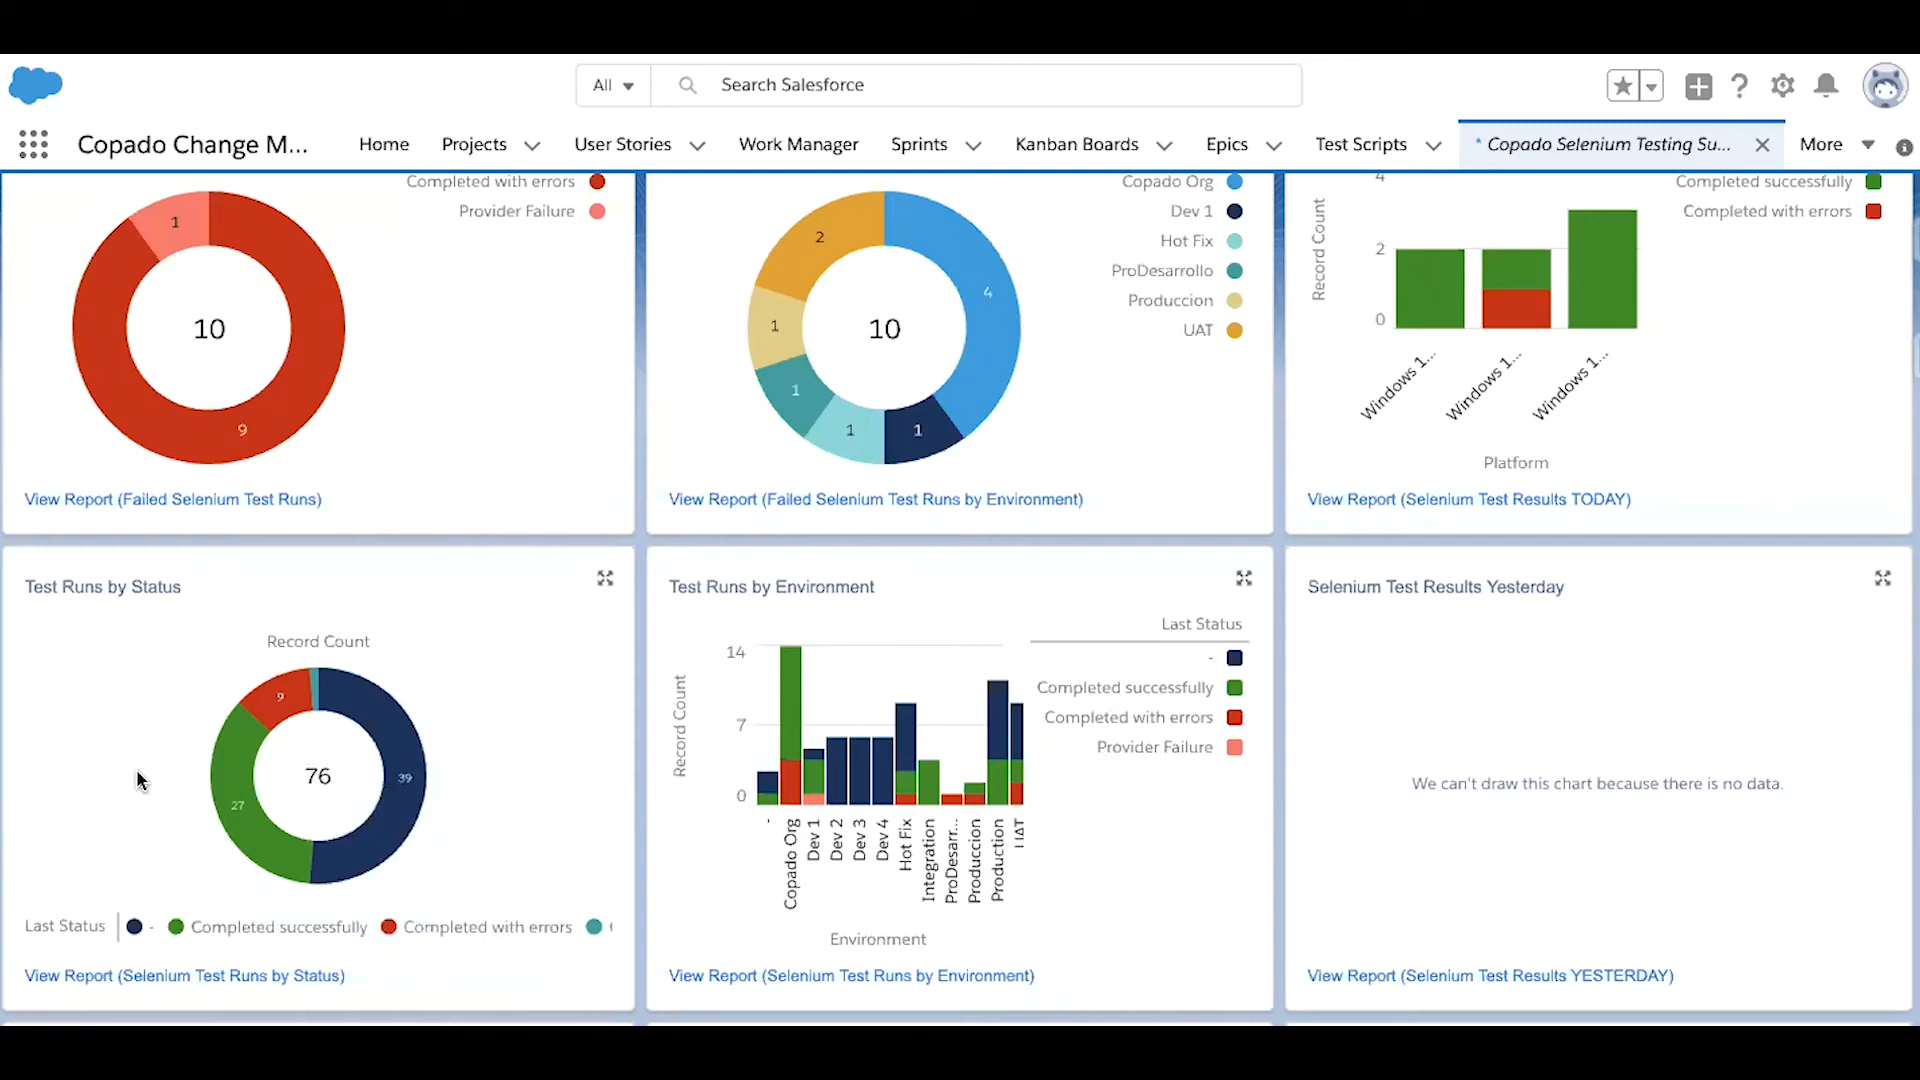 All
Search Salesforce
Copado Change M...
Home
Projects
User Stories
Work Manager
Sprints
Kanban Boards
Epics
Test Scripts
* Copado Selenium Testing Su...
More
Completed with errors
Provider Failure
1
10
9
View Report (Failed Selenium Test Runs)
Copado Org
Dev 1
Hot Fix
ProDesarrollo
Produccion
UAT
2
4
1
10
1
1
1
View Report (Failed Selenium Test Runs by Environment)
Completed successfully
Completed with errors
4
2
0
Record Count
Windows 1...
Windows 1...
Windows 1...
Platform
View Report (Selenium Test Results TODAY)
Test Runs by Status
Record Count
9
76
39
27
Last Status
-
Completed successfully
Completed with errors
View Report (Selenium Test Runs by Status)
Test Runs by Environment
Last Status
-
Completed successfully
Completed with errors
Provider Failure
14
7
0
Record Count
-
Copado Org
Dev 1
Dev 2
Dev 3
Dev 4
Hot Fix
Integration
ProDesarr...
Produccion
Production
UAT
Environment
View Report (Selenium Test Runs by Environment)
Selenium Test Results Yesterday
We can't draw this chart because there is no data.
View Report (Selenium Test Results YESTERDAY)